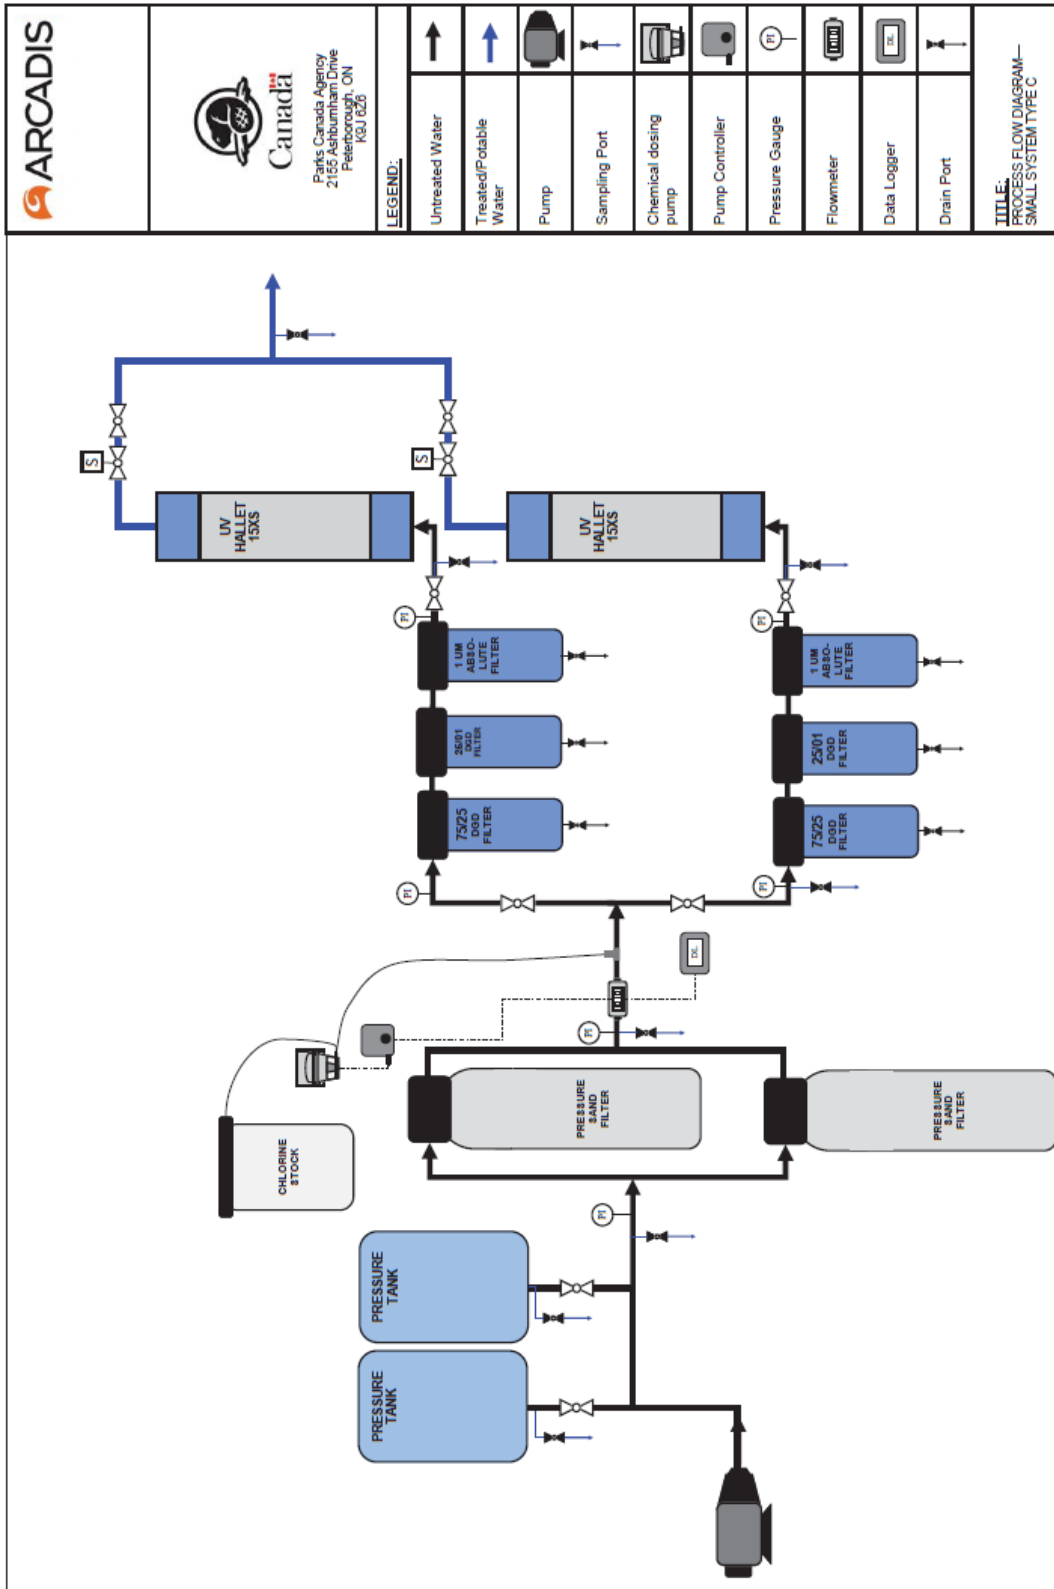 ARCADIS
Canada
Parks Canada Agency
2155 Ashburnham Drive
Peterborough, ON
K9J 6Z6
LEGEND:
Untreated Water
Treated/Potable
Water
Pump
Sampling Port
Chemical dosing
pump
Pump Controller
Pressure Gauge
PI
Flowmeter
Data Logger
DL
Drain Port
TITLE:
PROCESS FLOW DIAGRAM—
SMALL SYSTEM TYPE C
PRESSURE
TANK
PRESSURE
TANK
PI
CHLORINE
STOCK
PRESSURE
SAND
FILTER
PRESSURE
SAND
FILTER
PI
DL
PI
75/25
DGD
FILTER
25/01
DGD
FILTER
1 UM
ABSO-
LUTE
FILTER
PI
UV
HALLET
15XS
S
PI
75/25
DGD
FILTER
25/01
DGD
FILTER
1 UM
ABSO-
LUTE
FILTER
PI
UV
HALLET
15XS
S